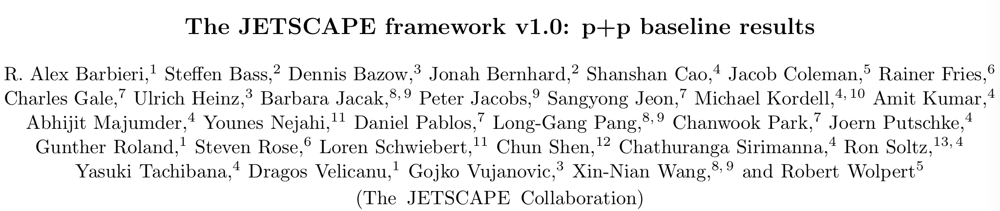 The JETSCAPE framework v1.0: p+p baseline results
R. Alex Barbieri,1 Steffen Bass,2 Dennis Bazow,3 Jonah Bernhard,2 Shanshan Cao,4 Jacob Coleman,5 Rainer Fries,6
Charles Gale,7 Ulrich Heinz,3 Barbara Jacak,8, 9 Peter Jacobs,9 Sangyong Jeon,7 Michael Kordell,4, 10 Amit Kumar,4
Abhijit Majumder,4 Younes Nejahi,11 Daniel Pablos,7 Long-Gang Pang,8, 9 Chanwook Park,7 Joern Putschke,4
Gunther Roland,1 Steven Rose,6 Loren Schwiebert,11 Chun Shen,12 Chathuranga Sirimanna,4 Ron Soltz,13, 4
Yasuki Tachibana,4 Dragos Velicanu,1 Gojko Vujanovic,3 Xin-Nian Wang,8, 9 and Robert Wolpert5
(The JETSCAPE Collaboration)